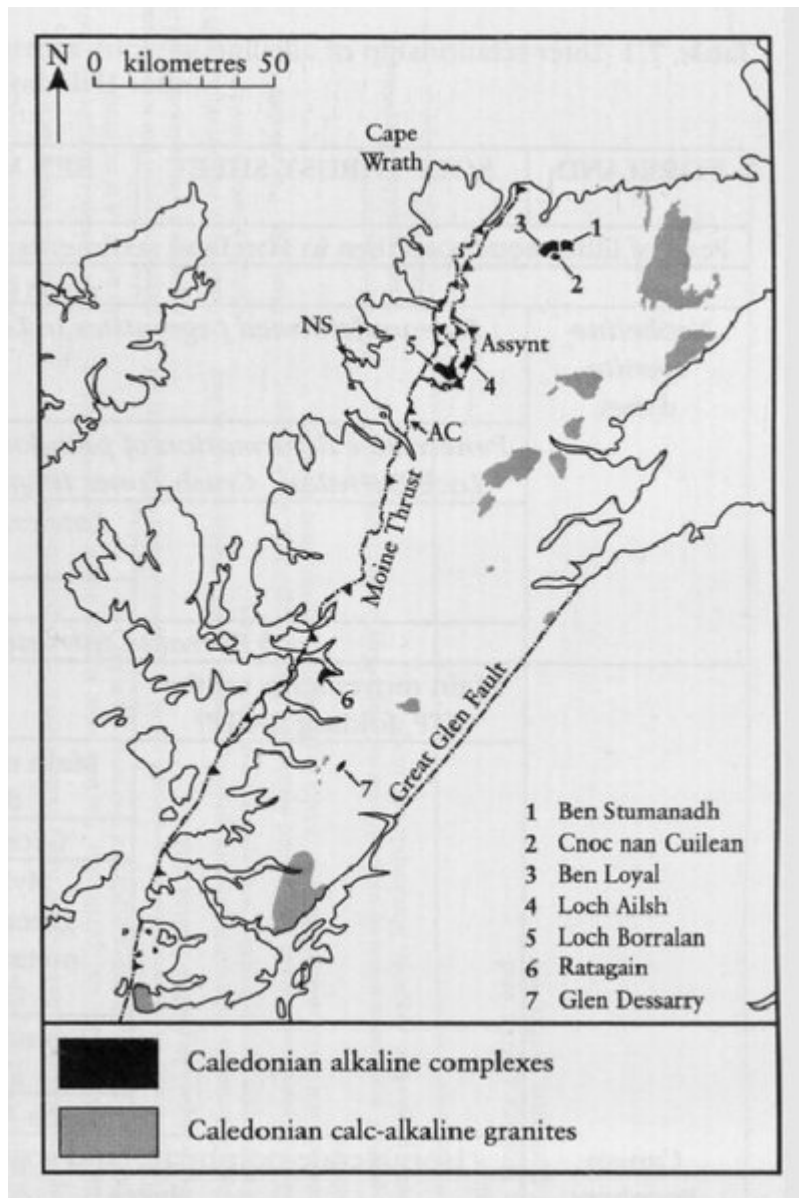 N
0 kilometres 50
Cape
Wrath
3
1
2
NS
5
Assynt
4
AC
Moine Thrust
6
Great Glen Fault
7
1 Ben Stumanadh
2 Cnoc nan Cuilean
3 Ben Loyal
4 Loch Ailsh
5 Loch Borralan
6 Ratagain
7 Glen Dessarry
Caledonian alkaline complexes
Caledonian calc-alkaline granites